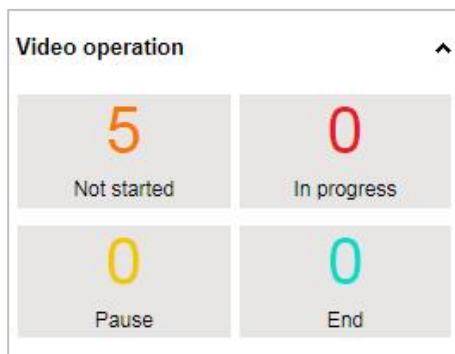 Video operation
5 0
Not started In progress
0 0
Pause End